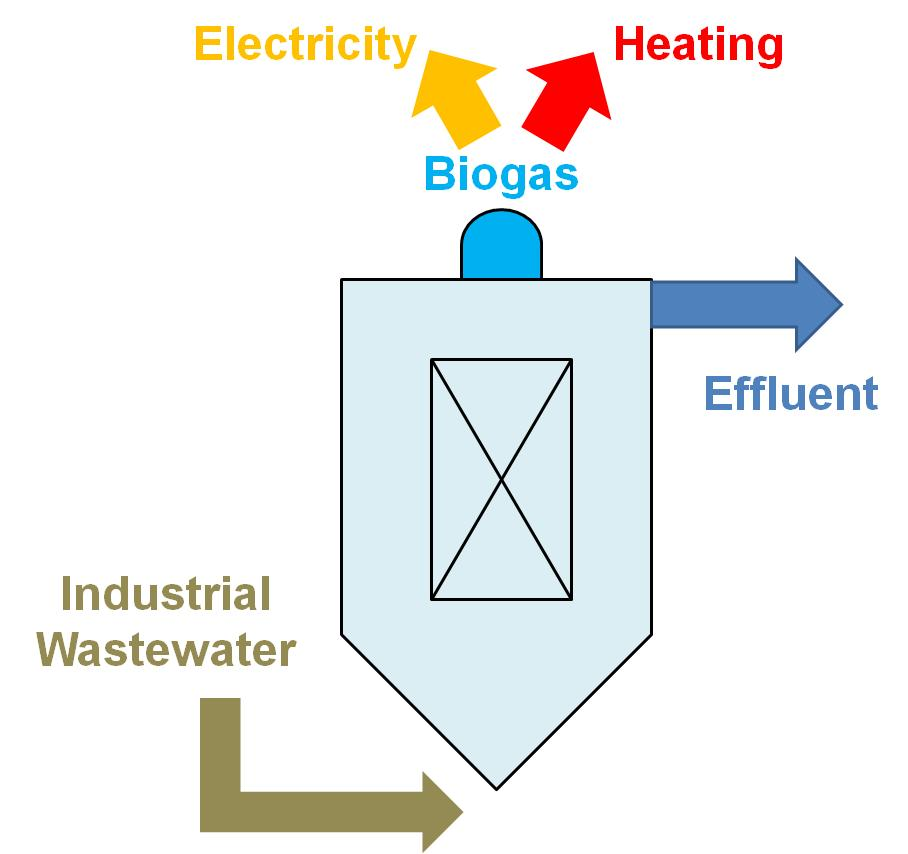 Electricity
Heating
Biogas
Effluent
Industrial
Wastewater